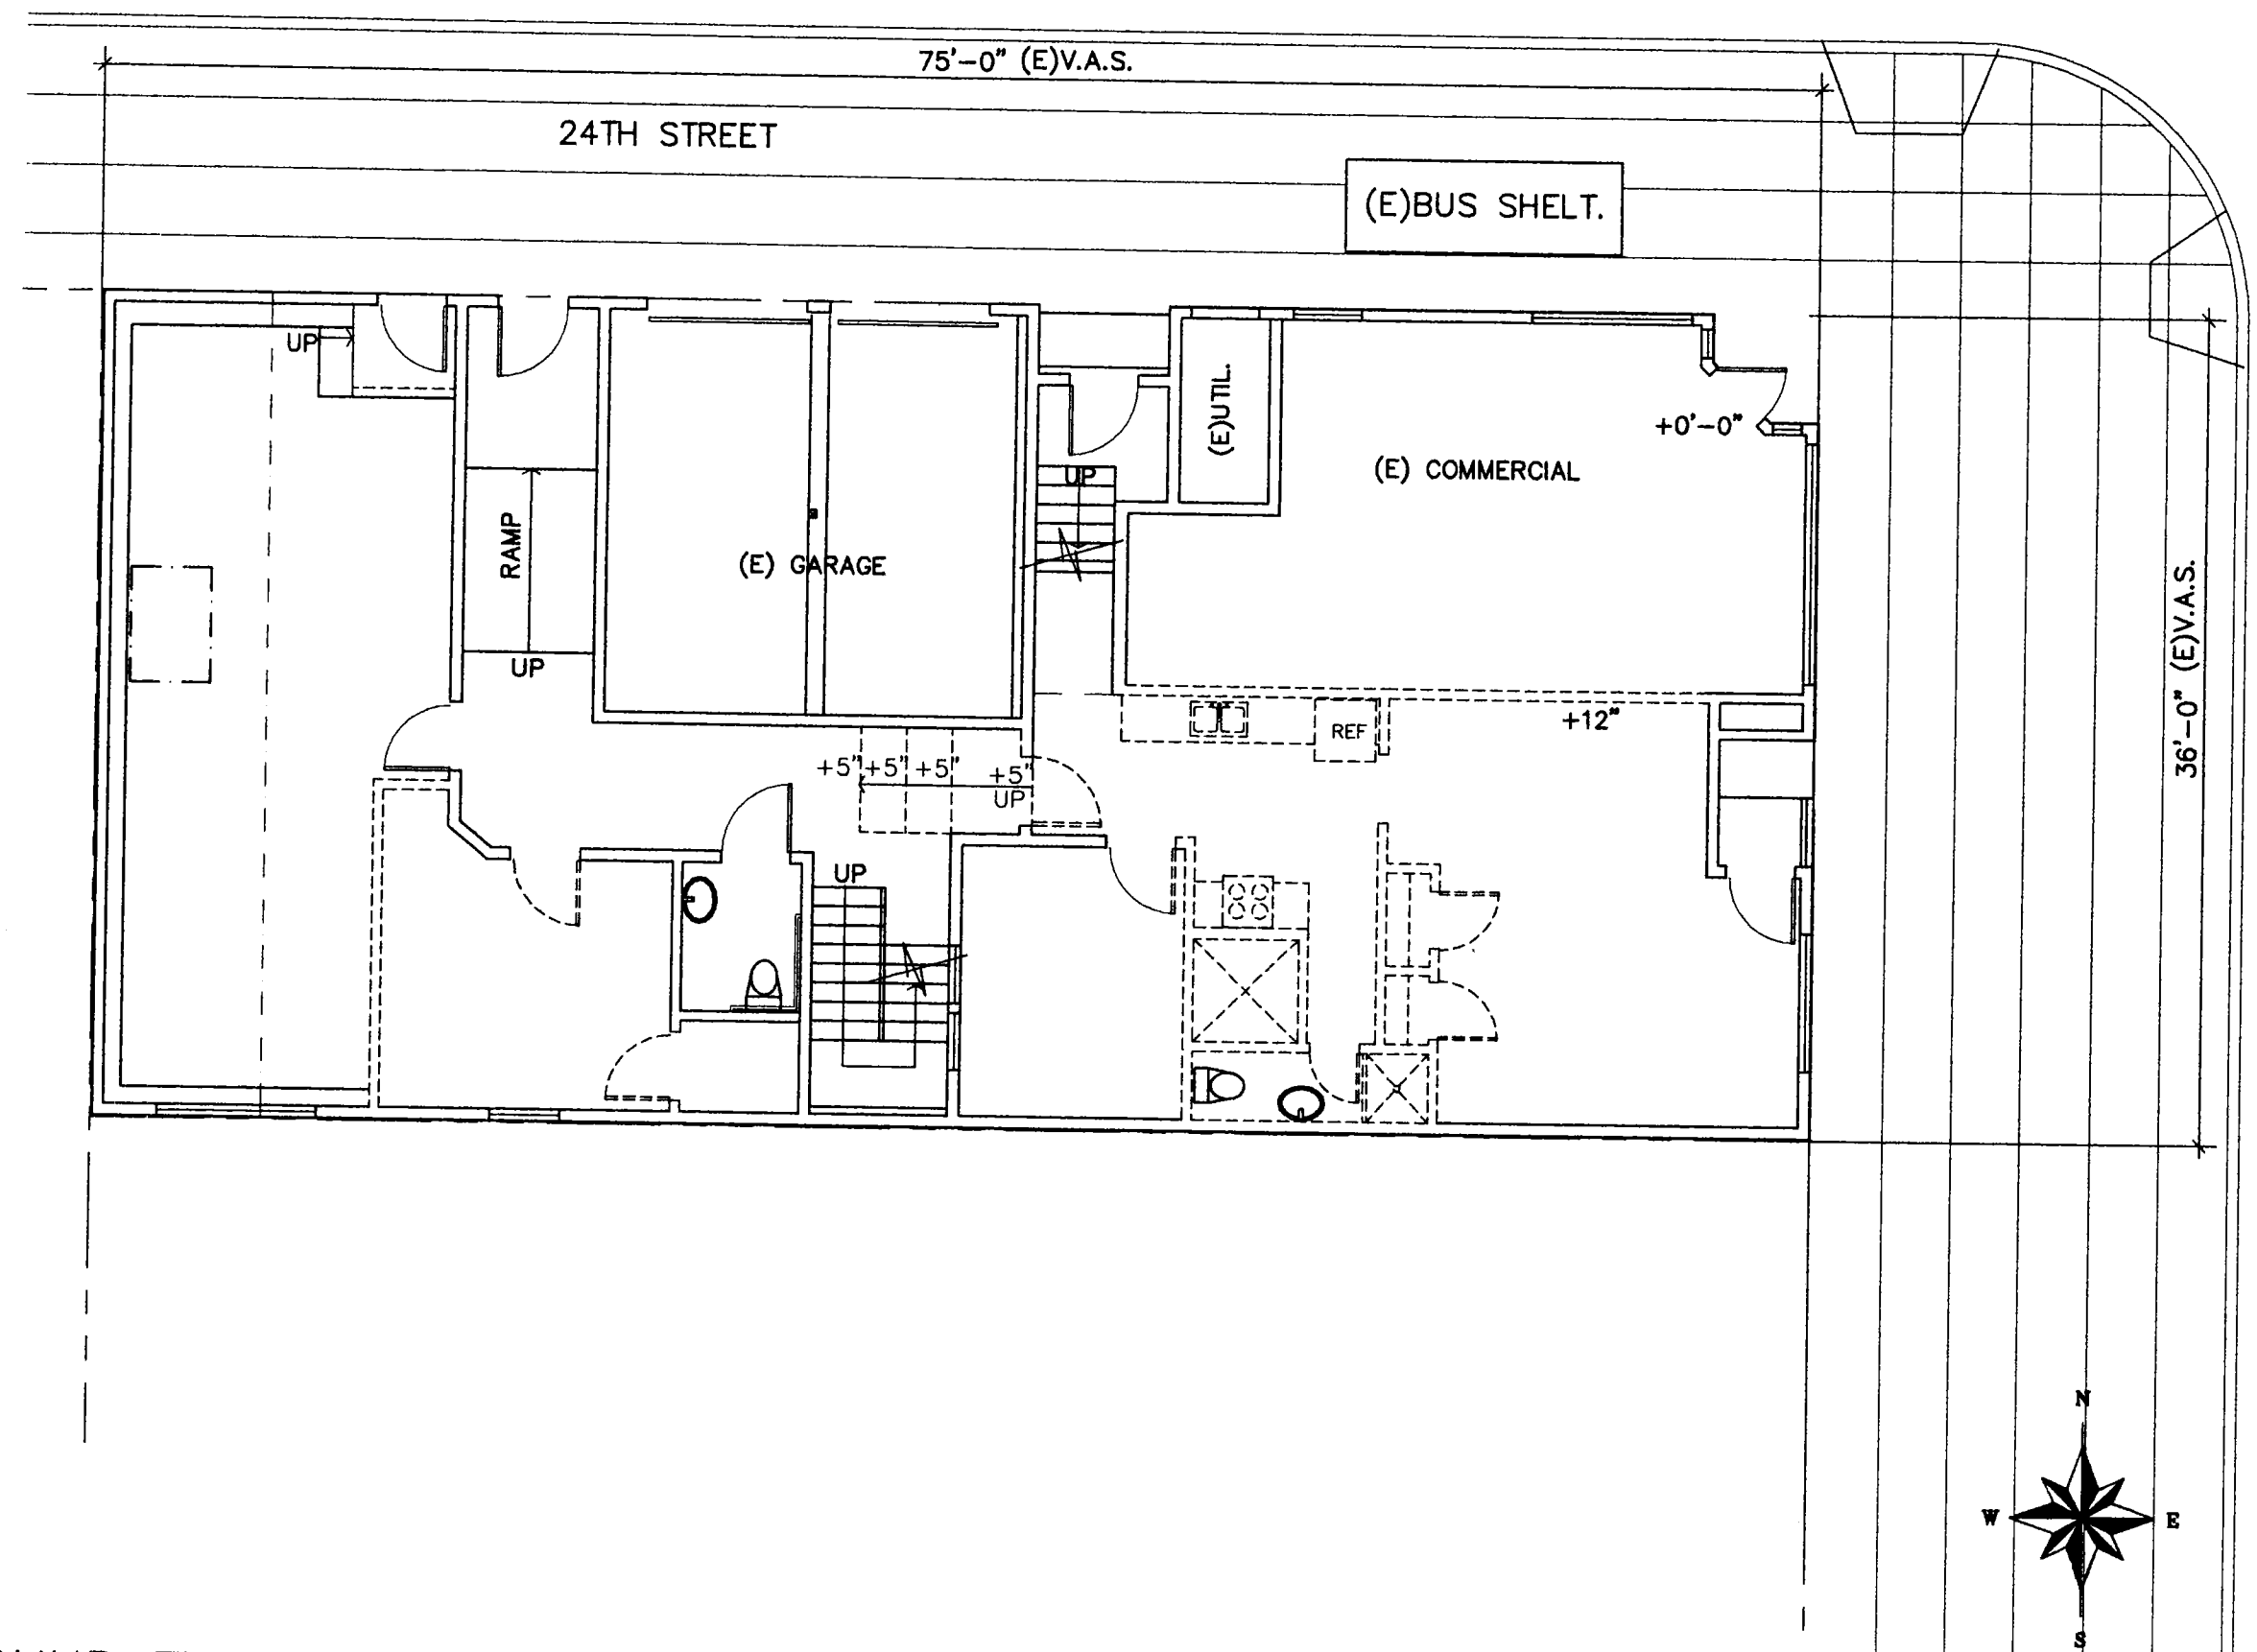 75'-0" (E)V.A.S.
24TH STREET
(E)BUS SHELT.
UP
(E)UTIL.
+0'-0"
(E) COMMERCIAL
UP
RAMP
(E) GARAGE
36'-0" (E)V.A.S.
UP
+12"
REF
+5" +5" +5" +5"
UP
UP
N
W E
S